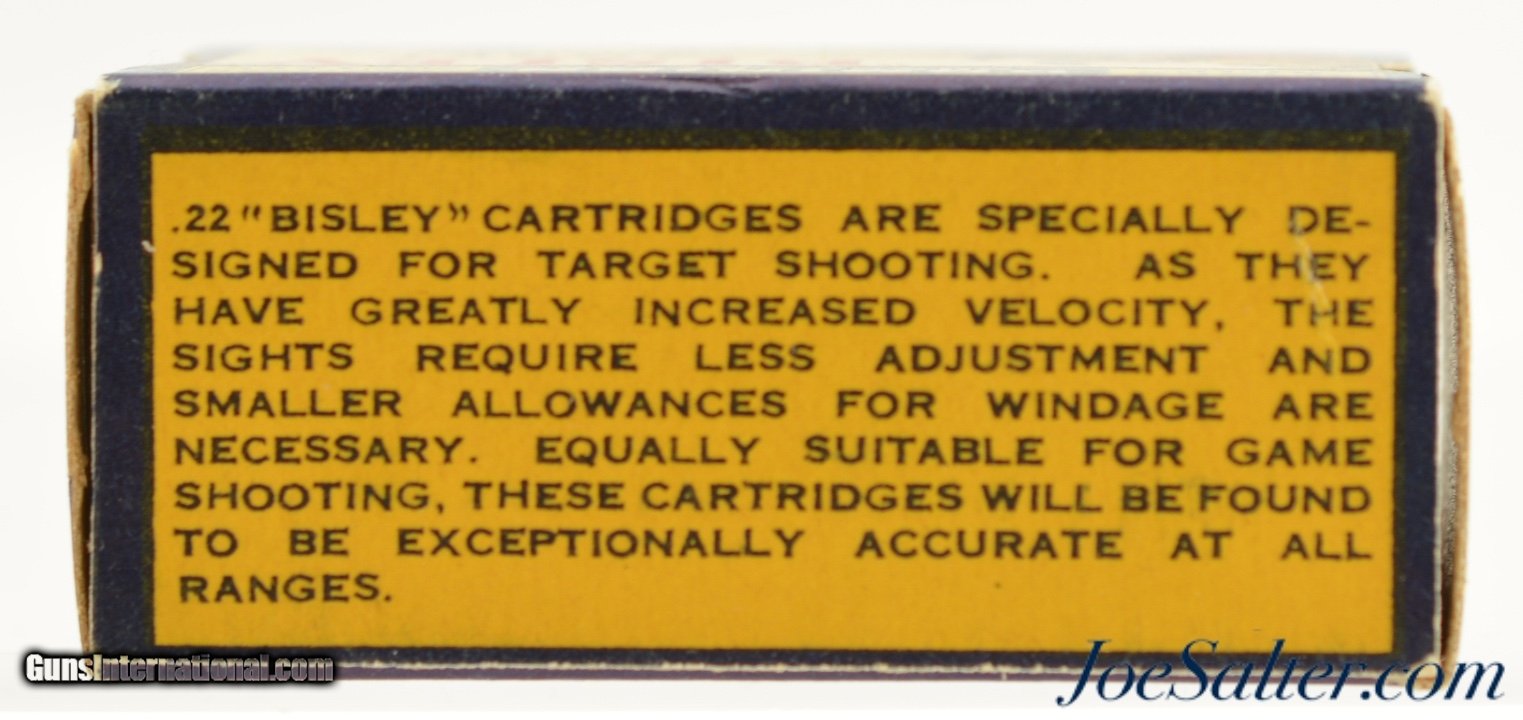 .22 "BISLEY" CARTRIDGES ARE SPECIALLY DE-
SIGNED FOR TARGET SHOOTING. AS THEY
HAVE GREATLY INCREASED VELOCITY, THE
SIGHTS REQUIRE LESS ADJUSTMENT AND
SMALLER ALLOWANCES FOR WINDAGE ARE
NECESSARY. EQUALLY SUITABLE FOR GAME
SHOOTING, THESE CARTRIDGES WILL BE FOUND
TO BE EXCEPTIONALLY ACCURATE AT ALL
RANGES.
GunsInternational.com
JoeSalter.com